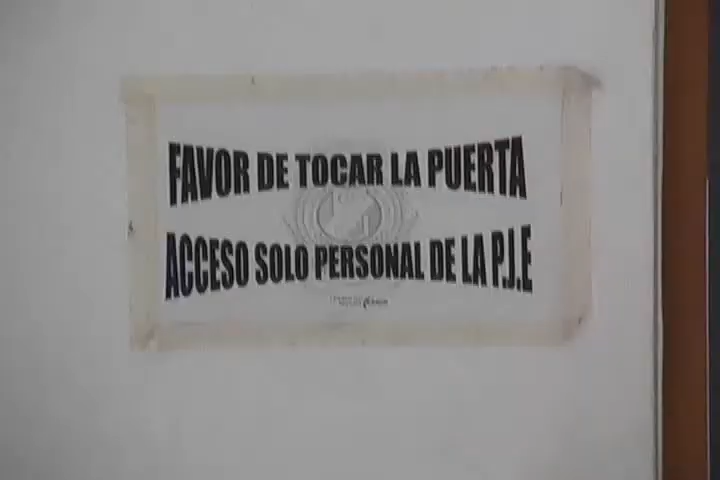 FAVOR DE TOCAR LA PUERTA
ACCESO SOLO PERSONAL DE LA P.J.E